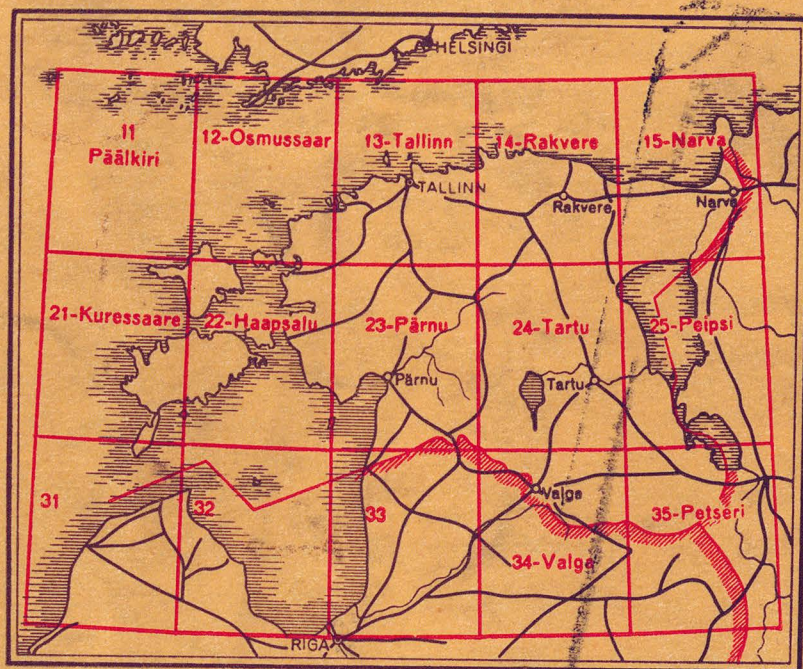 HELSINGI
11
Päälkiri
12-Osmussaar
13-Tallinn
14-Rakvere
15-Narva
TALLINN
Rakvere
Narva
21-Kuressaare
22-Haapsalu
23-Pärnu
24-Tartu
25-Peipsi
Pärnu
Tartu
31
32
33
Valga
34-Valga
35-Petseri
RIGA